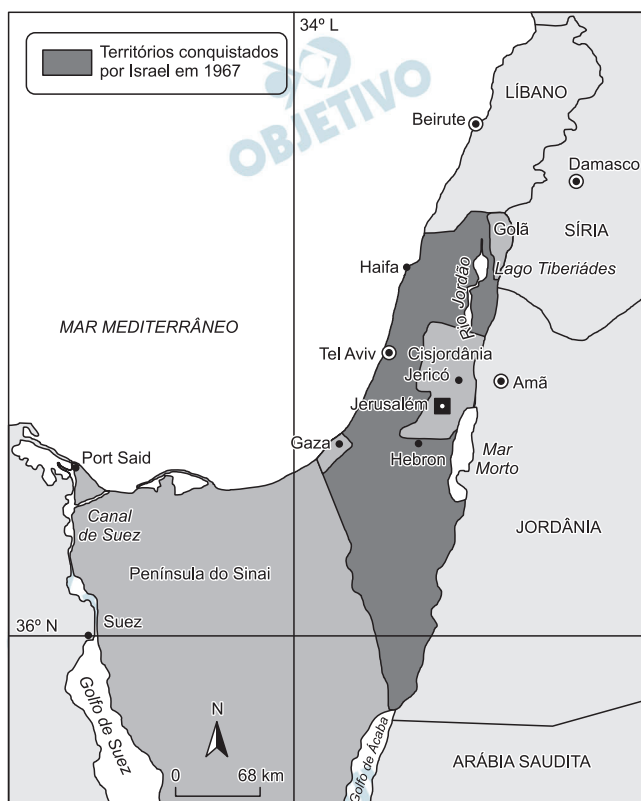 34º L
Territórios conquistados
por Israel em 1967
OBJETIVO
LÍBANO
Beirute
Damasco
Golã
SÍRIA
Haifa
Rio Jordão
Lago Tiberiádes
MAR MEDITERRÂNEO
Tel Aviv
Cisjordânia
Jericó
Amã
Jerusalém
Gaza
Hebron
Mar
Morto
Port Said
Canal
de Suez
JORDÂNIA
Península do Sinai
36º N
Suez
Golfo de Suez
N
0 68 km
Golfo de Ácaba
ARÁBIA SAUDITA